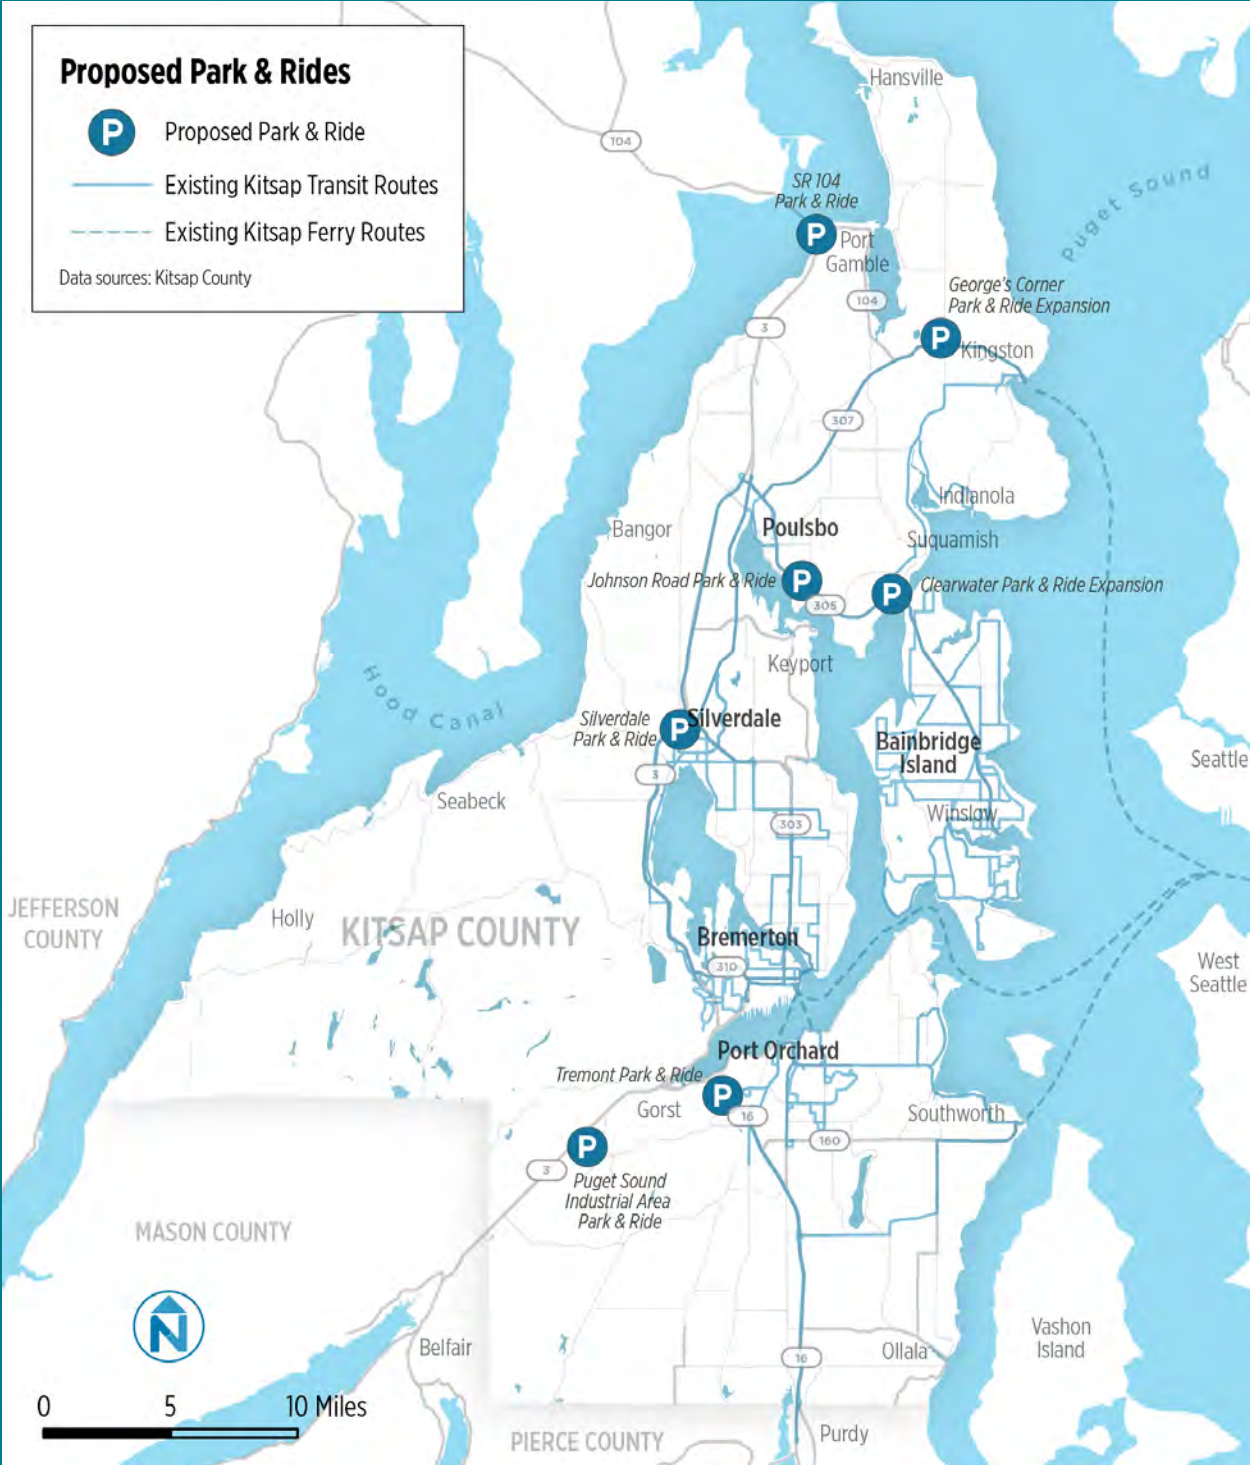 Proposed Park & Rides
P
Proposed Park & Ride
Existing Kitsap Transit Routes
Existing Kitsap Ferry Routes
Data sources: Kitsap County
Hansville
104
Puget Sound
SR 104
Park & Ride
P
Port
Gamble
George's Corner
Park & Ride Expansion
104
3
P
Kingston
307
Indianola
Bangor
Poulsbo
Suquamish
Johnson Road Park & Ride
P
P
Clearwater Park & Ride Expansion
305
Keyport
Hood Canal
Silverdale
Park & Ride
P
Silverdale
Bainbridge
Island
Seattle
3
Seabeck
Winslow
303
JEFFERSON
COUNTY
Holly
KITSAP COUNTY
Bremerton
310
West
Seattle
Port Orchard
Tremont Park & Ride
P
Gorst
16
Southworth
160
P
3
Puget Sound
Industrial Area
Park & Ride
MASON COUNTY
N
Belfair
Vashon
Island
16
Ollala
0
5
10 Miles
PIERCE COUNTY
Purdy